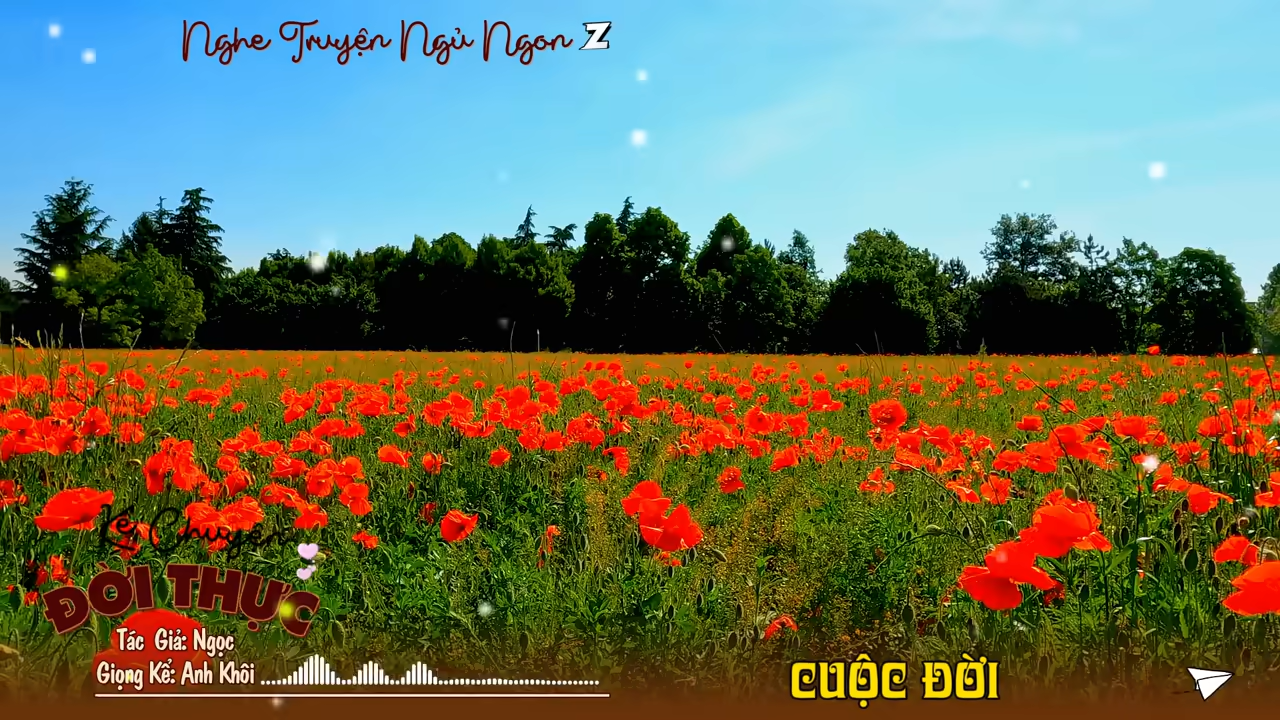 Nghe Truyện Ngủ Ngon Z
Kể Chuyện
ĐỜI THỰC
Tác Giả: Ngọc
Giọng Kể: Anh Khôi
CUỘC ĐỜI